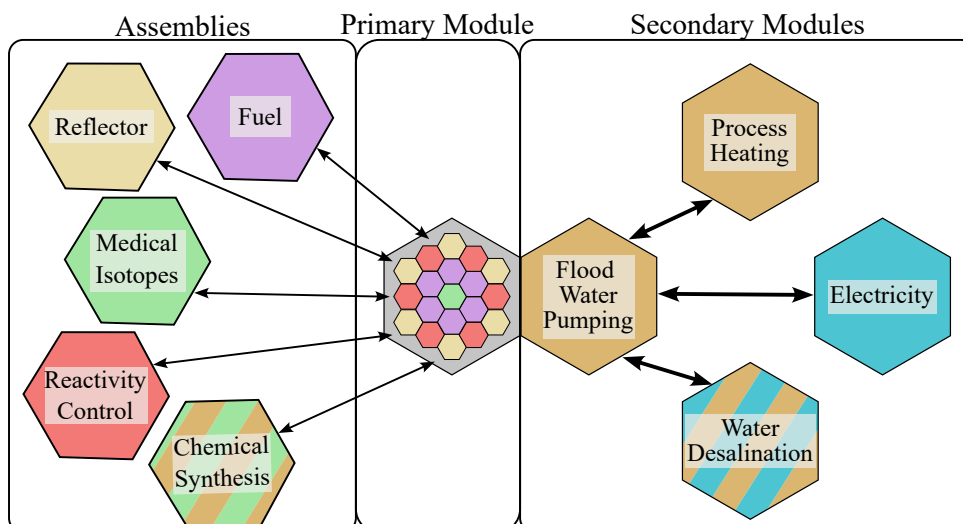 Assemblies
Primary Module
Secondary Modules
Reflector
Fuel
Medical
Isotopes
Reactivity
Control
Chemical
Synthesis
Flood
Water
Pumping
Process
Heating
Electricity
Water
Desalination